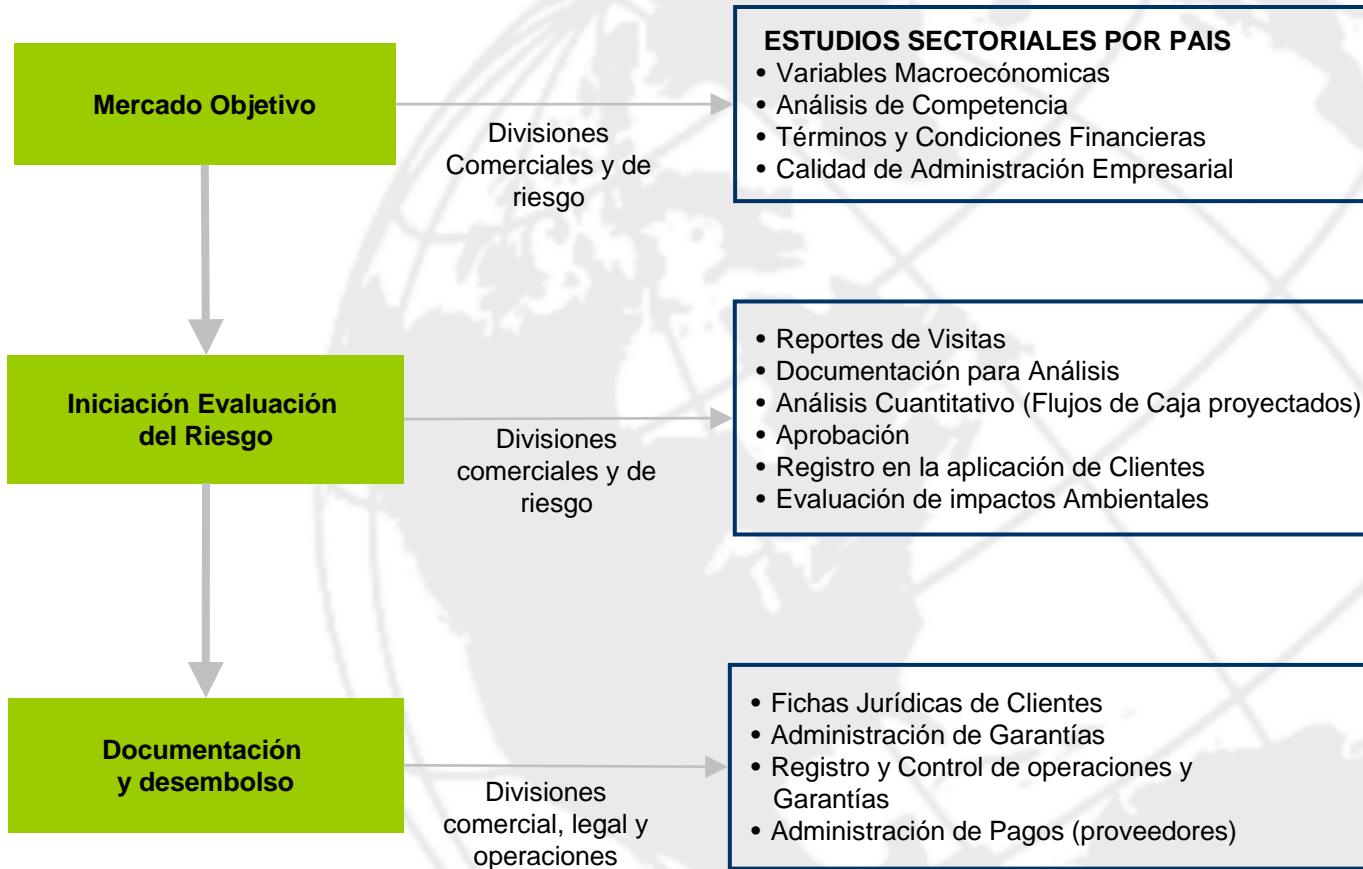 Mercado Objetivo
Divisiones
Comerciales y de
riesgo
ESTUDIOS SECTORIALES POR PAIS
• Variables Macroecónomicas
• Análisis de Competencia
• Términos y Condiciones Financieras
• Calidad de Administración Empresarial
Iniciación Evaluación
del Riesgo
Divisiones
comerciales y de
riesgo
• Reportes de Visitas
• Documentación para Análisis
• Análisis Cuantitativo (Flujos de Caja proyectados)
• Aprobación
• Registro en la aplicación de Clientes
• Evaluación de impactos Ambientales
Documentación
y desembolso
Divisiones
comercial, legal y
operaciones
• Fichas Jurídicas de Clientes
• Administración de Garantías
• Registro y Control de operaciones y
Garantías
• Administración de Pagos (proveedores)